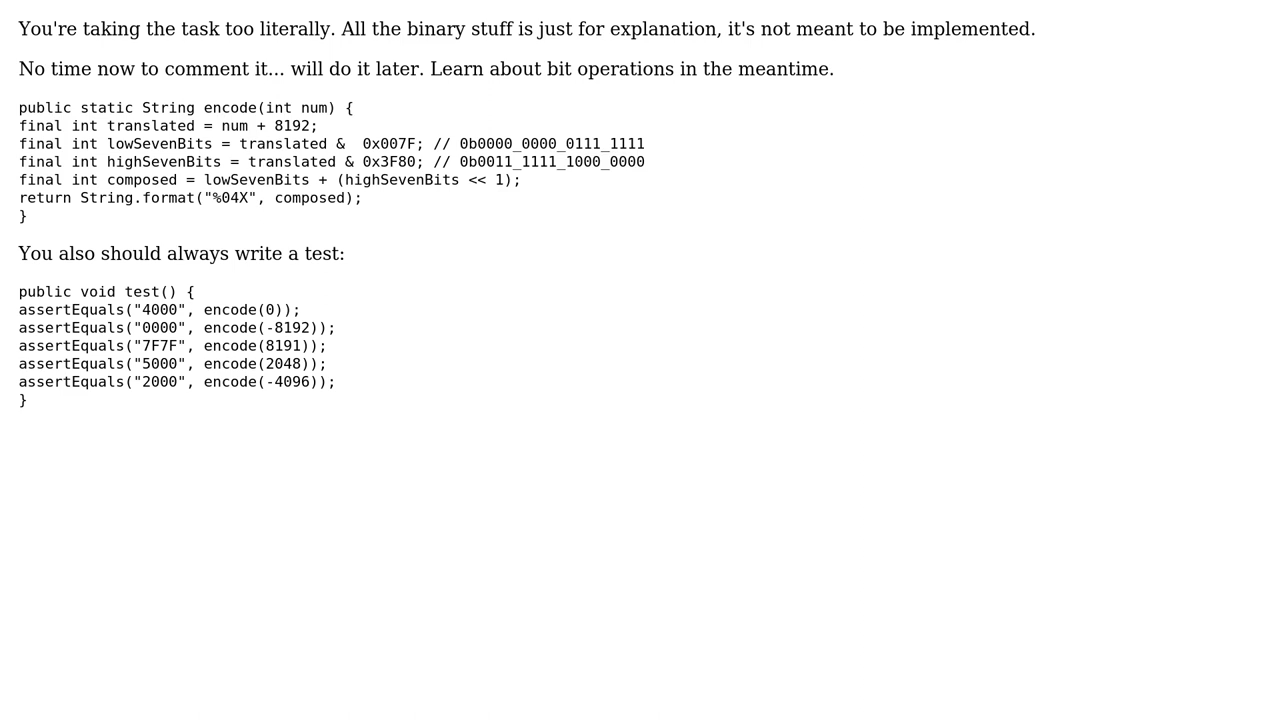 You're taking the task too literally. All the binary stuff is just for explanation, it's not meant to be implemented.
No time now to comment it... will do it later. Learn about bit operations in the meantime.
public static String encode(int num) {
final int translated = num + 8192;
final int lowSevenBits = translated &  0x007F; // 0b0000_0000_0111_1111
final int highSevenBits = translated & 0x3F80; // 0b0011_1111_1000_0000
final int composed = lowSevenBits + (highSevenBits << 1);
return String.format("%04X", composed);
}
You also should always write a test:
public void test() {
assertEquals("4000", encode(0));
assertEquals("0000", encode(-8192));
assertEquals("7F7F", encode(8191));
assertEquals("5000", encode(2048));
assertEquals("2000", encode(-4096));
}